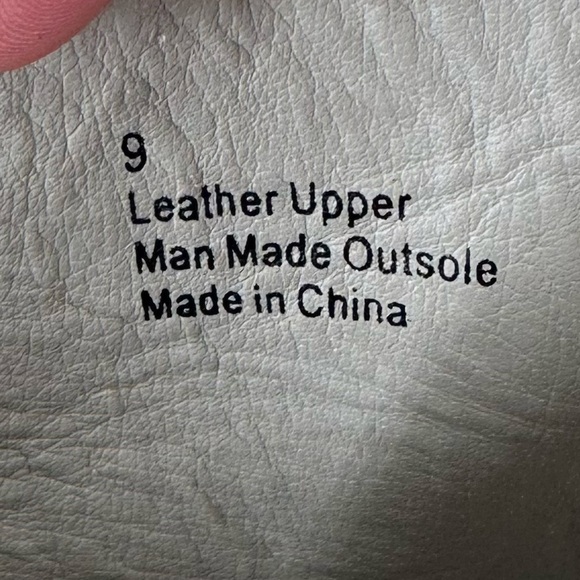 9
Leather Upper
Man Made Outsole
Made in China